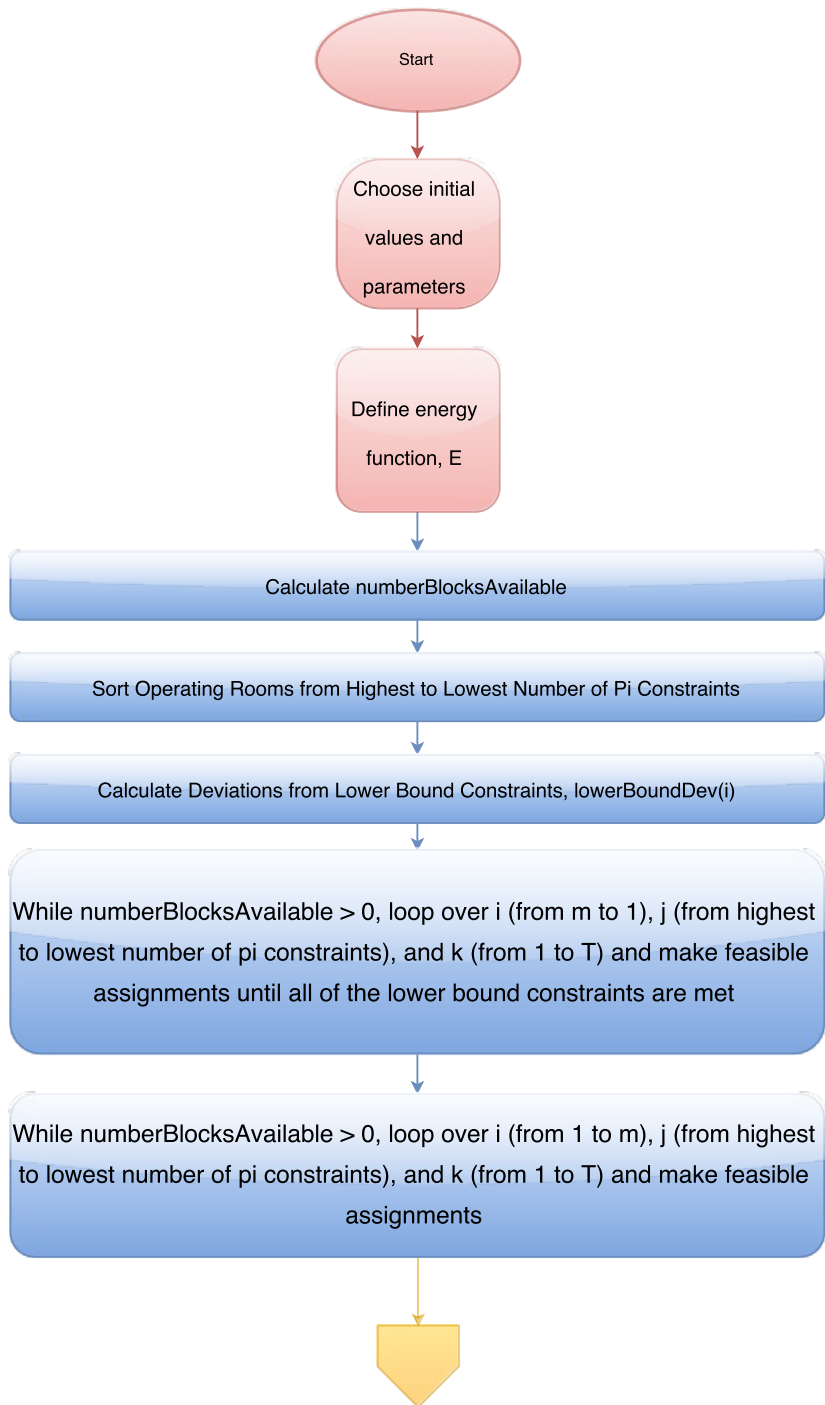 Start
Choose initial
values and
parameters
Define energy
function, E
Calculate numberBlocksAvailable
Sort Operating Rooms from Highest to Lowest Number of Pi Constraints
Calculate Deviations from Lower Bound Constraints, lowerBoundDev(i)
While numberBlocksAvailable > 0, loop over i (from m to 1), j (from highest
to lowest number of pi constraints), and k (from 1 to T) and make feasible
assignments until all of the lower bound constraints are met
While numberBlocksAvailable > 0, loop over i (from 1 to m), j (from highest
to lowest number of pi constraints), and k (from 1 to T) and make feasible
assignments